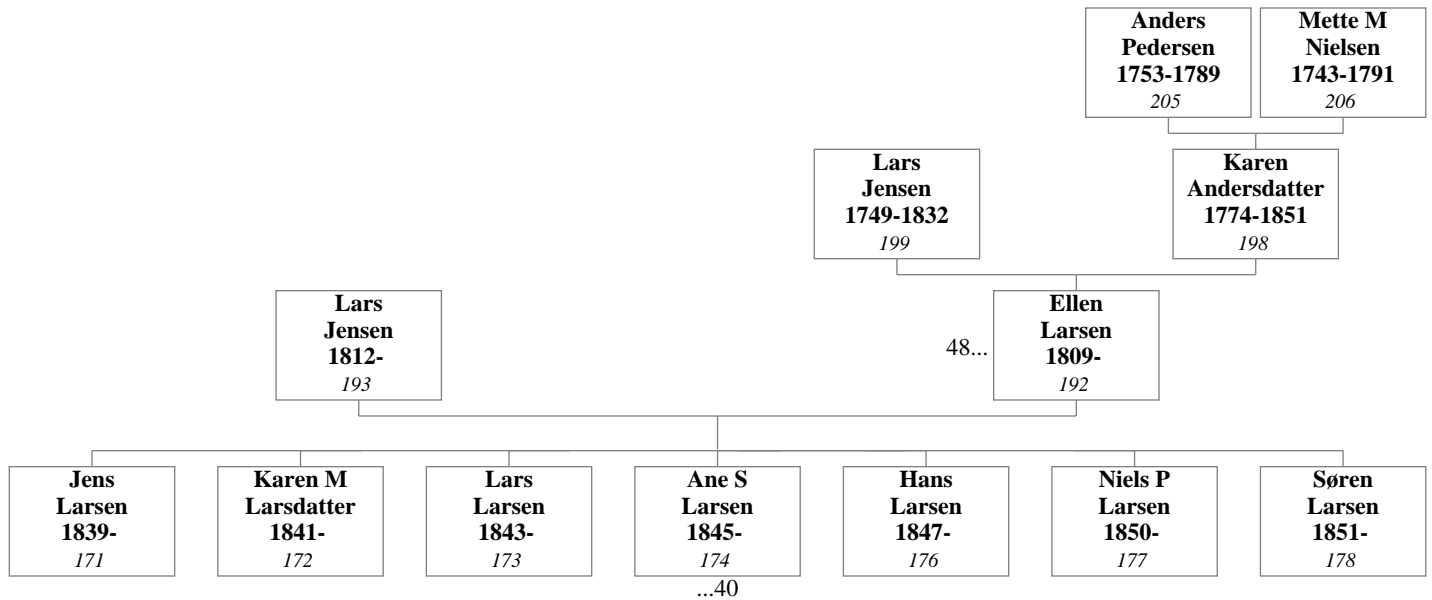 Anders
Pedersen
1753-1789
205
Mette M
Nielsen
1743-1791
206
Lars
Jensen
1749-1832
199
Karen
Andersdatter
1774-1851
198
Lars
Jensen
1812-
193
48...
Ellen
Larsen
1809-
192
Jens
Larsen
1839-
171
Karen M
Larsdatter
1841-
172
Lars
Larsen
1843-
173
Ane S
Larsen
1845-
174
...40
Hans
Larsen
1847-
176
Niels P
Larsen
1850-
177
Søren
Larsen
1851-
178